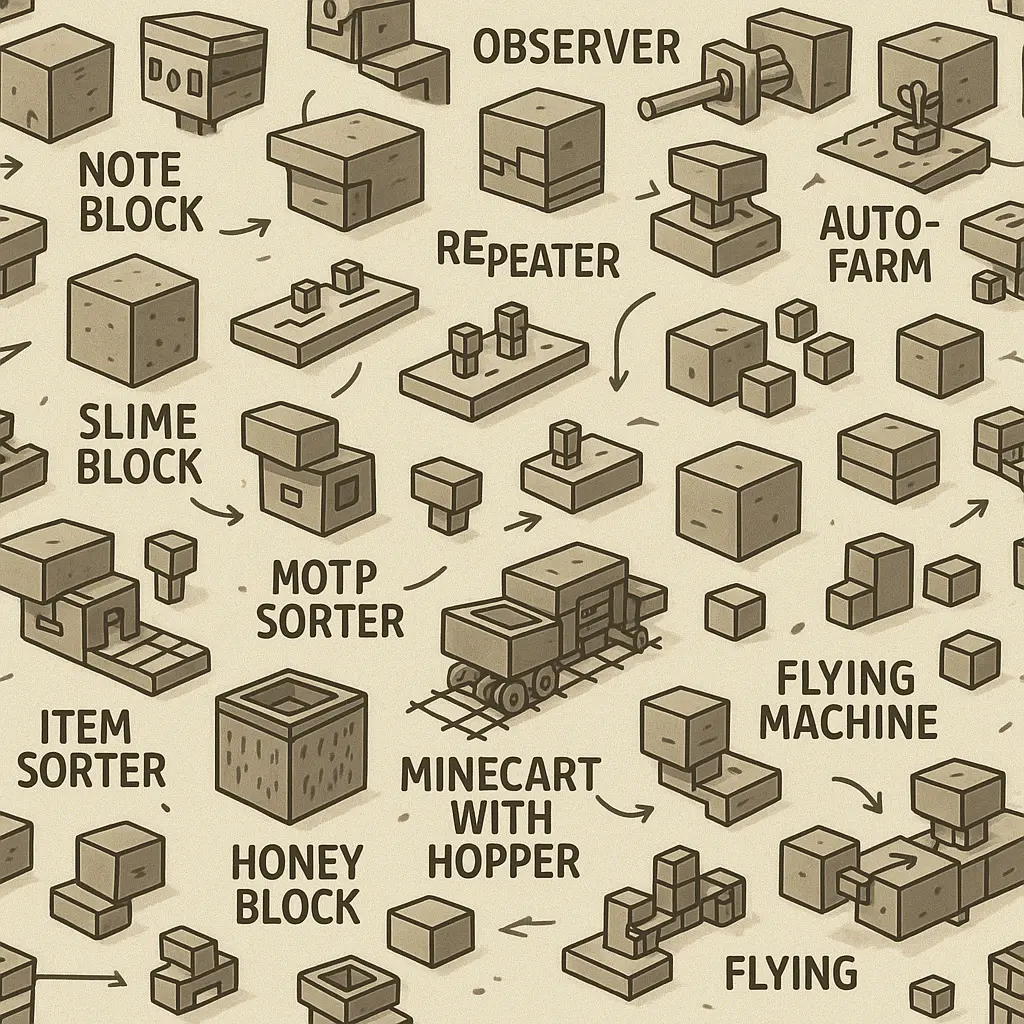 OBSERVER
NOTE
BLOCK
REPEATER
AUTO-
FARM
SLIME
BLOCK
MOTP
SORTER
FLYING
MACHINE
ITEM
SORTER
MINECART
WITH
HOPPER
HONEY
BLOCK
FLYING